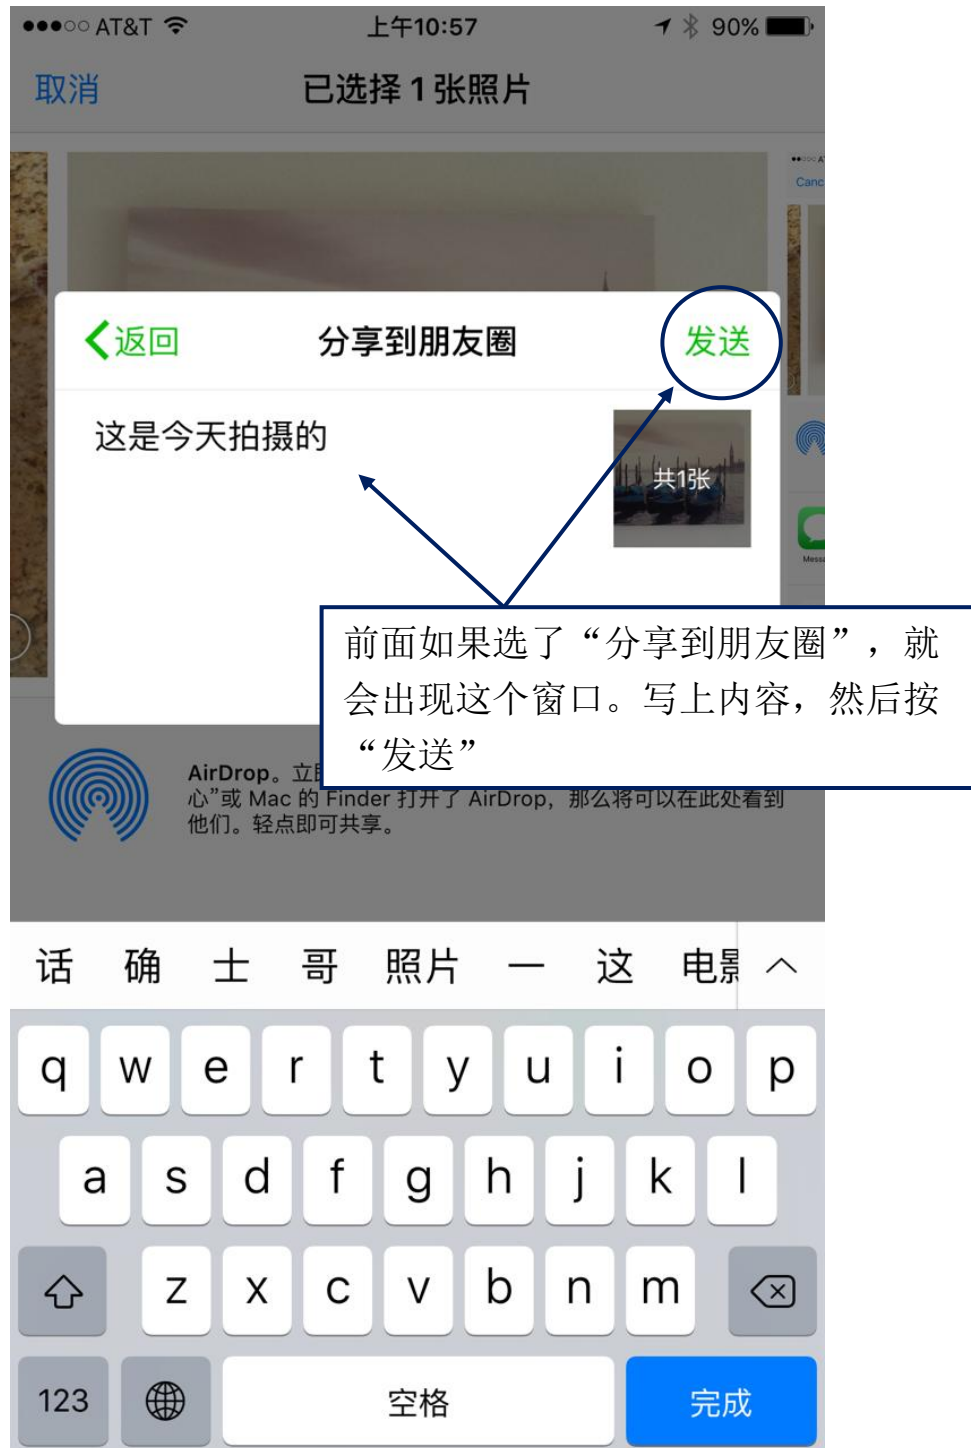 AT&T 上午10:57 90%
取消 已选择 1 张照片
Canc
返回 分享到朋友圈 发送
这是今天拍摄的
共1张
前面如果选了“分享到朋友圈”，就
会出现这个窗口。写上内容，然后按
“发送”
AirDrop。立
心”或 Mac 的 Finder 打开了 AirDrop，那么将可以在此处看到
他们。轻点即可共享。
话 确 士 哥 照片 一 这 电影
q w e r t y u i o p
a s d f g h j k l
z x c v b n m
123 空格 完成